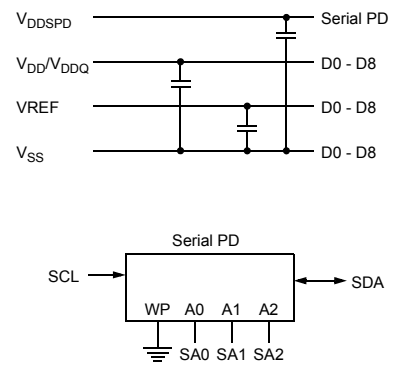 VDDSPD Serial PD
VDD/VDDQ D0 - D8
VREF D0 - D8
VSS D0 - D8
Serial PD
SCL SDA
WP A0 A1 A2
SA0 SA1 SA2